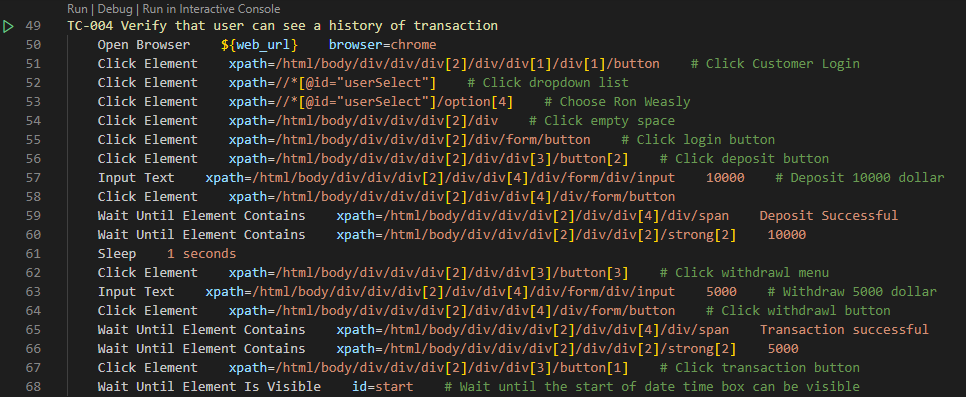 Run | Debug | Run in Interactive Console
49 TC-004 Verify that user can see a history of transaction
50 Open Browser    ${web_url}    browser=chrome
51 Click Element    xpath=/html/body/div/div/div[2]/div/div[1]/div[1]/button    # Click Customer Login
52 Click Element    xpath=//*[@id="userSelect"]    # Click dropdown list
53 Click Element    xpath=//*[@id="userSelect"]/option[4]    # Choose Ron Weasly
54 Click Element    xpath=/html/body/div/div/div[2]/div    # Click empty space
55 Click Element    xpath=/html/body/div/div/div[2]/div/form/button    # Click login button
56 Click Element    xpath=/html/body/div/div/div[2]/div/div[3]/button[2]    # Click deposit button
57 Input Text    xpath=/html/body/div/div/div[2]/div/div[4]/div/form/div/input    10000    # Deposit 10000 dollar
58 Click Element    xpath=/html/body/div/div/div[2]/div/div[4]/div/form/button
59 Wait Until Element Contains    xpath=/html/body/div/div/div[2]/div/div[4]/div/span    Deposit Successful
60 Wait Until Element Contains    xpath=/html/body/div/div/div[2]/div/div[2]/strong[2]    10000
61 Sleep    1 seconds
62 Click Element    xpath=/html/body/div/div/div[2]/div/div[3]/button[3]    # Click withdrawl menu
63 Input Text    xpath=/html/body/div/div/div[2]/div/div[4]/div/form/div/input    5000    # Withdraw 5000 dollar
64 Click Element    xpath=/html/body/div/div/div[2]/div/div[4]/div/form/button    # Click withdrawl button
65 Wait Until Element Contains    xpath=/html/body/div/div/div[2]/div/div[4]/div/span    Transaction successful
66 Wait Until Element Contains    xpath=/html/body/div/div/div[2]/div/div[2]/strong[2]    5000
67 Click Element    xpath=/html/body/div/div/div[2]/div/div[3]/button[1]    # Click transaction button
68 Wait Until Element Is Visible    id=start    # Wait until the start of date time box can be visible